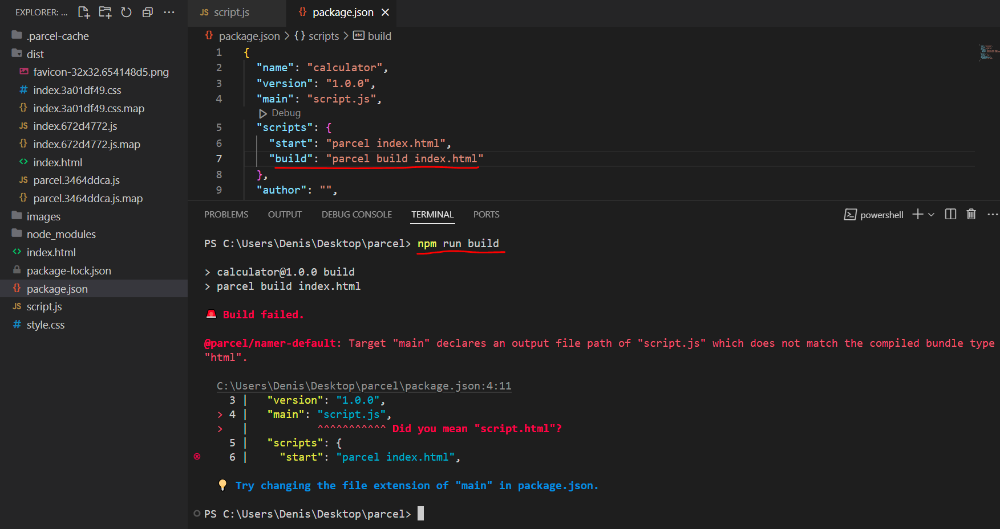 EXPLORER: ...
.parcel-cache
dist
favicon-32x32.654148d5.png
# index.3a01df49.css
{} index.3a01df49.css.map
JS index.672d4772.js
{} index.672d4772.js.map
<> index.html
JS parcel.3464ddca.js
{} parcel.3464ddca.js.map
images
node_modules
<> index.html
package-lock.json
{} package.json
JS script.js
# style.css
JS script.js
{} package.json
{} package.json > {} scripts > abc build
1 {
2 "name": "calculator",
3 "version": "1.0.0",
4 "main": "script.js",
Debug
5 "scripts": {
6 "start": "parcel index.html",
7 "build": "parcel build index.html"
8 },
9 "author": "",
PROBLEMS OUTPUT DEBUG CONSOLE TERMINAL PORTS
powershell
PS C:\Users\Denis\Desktop\parcel> npm run build
> calculator@1.0.0 build
> parcel build index.html
🚨 Build failed.
@parcel/namer-default: Target "main" declares an output file path of "script.js" which does not match the compiled bundle type
"html".
C:\Users\Denis\Desktop\parcel\package.json:4:11
3 | "version": "1.0.0",
> 4 | "main": "script.js",
> | ^^^^^^^^^^^ Did you mean "script.html"?
5 | "scripts": {
6 | "start": "parcel index.html",
💡 Try changing the file extension of "main" in package.json.
PS C:\Users\Denis\Desktop\parcel>